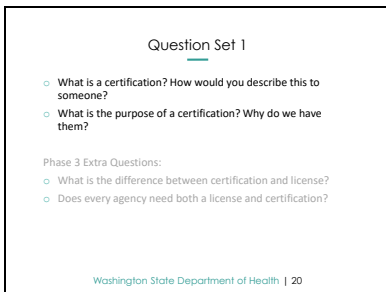 Question Set 1
o What is a certification? How would you describe this to
someone?
o What is the purpose of a certification? Why do we have
them?
Phase 3 Extra Questions:
o What is the difference between certification and license?
o Does every agency need both a license and certification?
Washington State Department of Health | 20